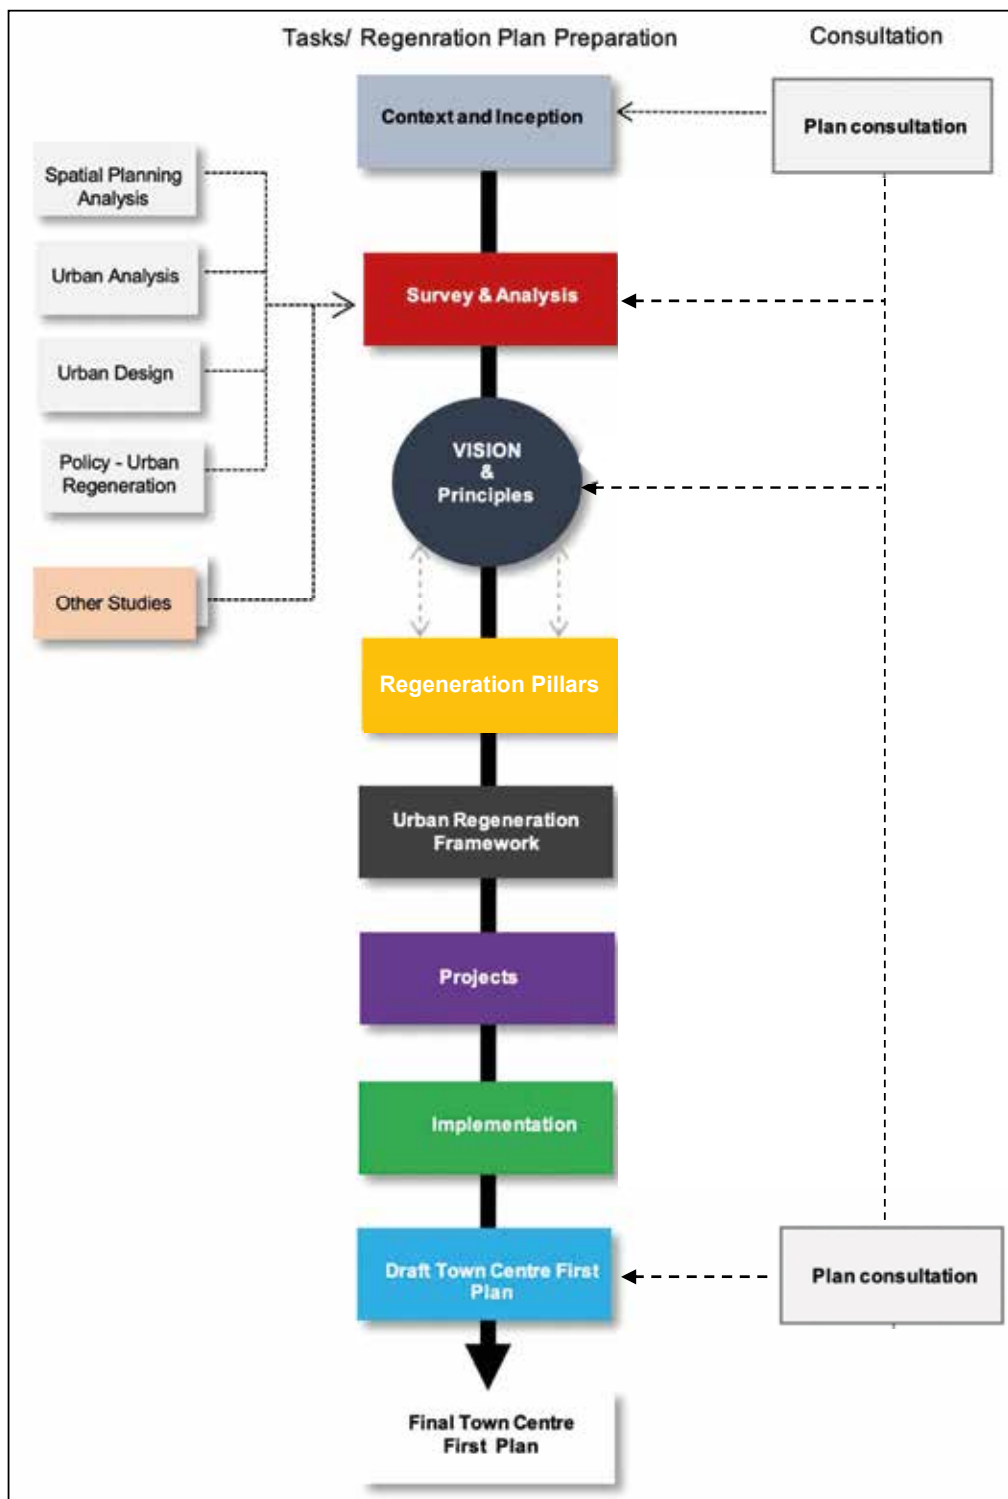 Tasks/ Regenration Plan Preparation
Consultation
Context and Inception
Plan consultation
Spatial Planning
Analysis
Urban Analysis
Survey & Analysis
Urban Design
Policy - Urban
Regeneration
VISION
&
Principles
Other Studies
Regeneration Pillars
Urban Regeneration
Framework
Projects
Implementation
Draft Town Centre First
Plan
Plan consultation
Final Town Centre
First Plan